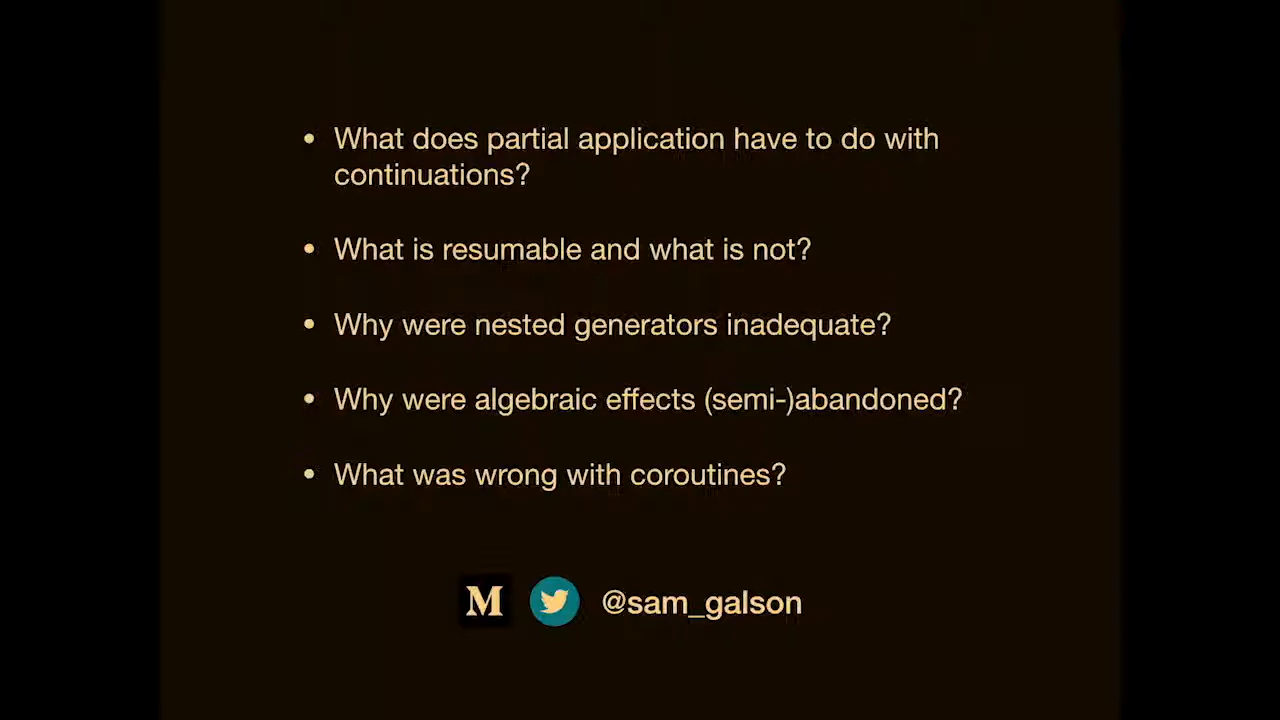 • What does partial application have to do with
continuations?
• What is resumable and what is not?
• Why were nested generators inadequate?
• Why were algebraic effects (semi-)abandoned?
• What was wrong with coroutines?
M @sam_galson